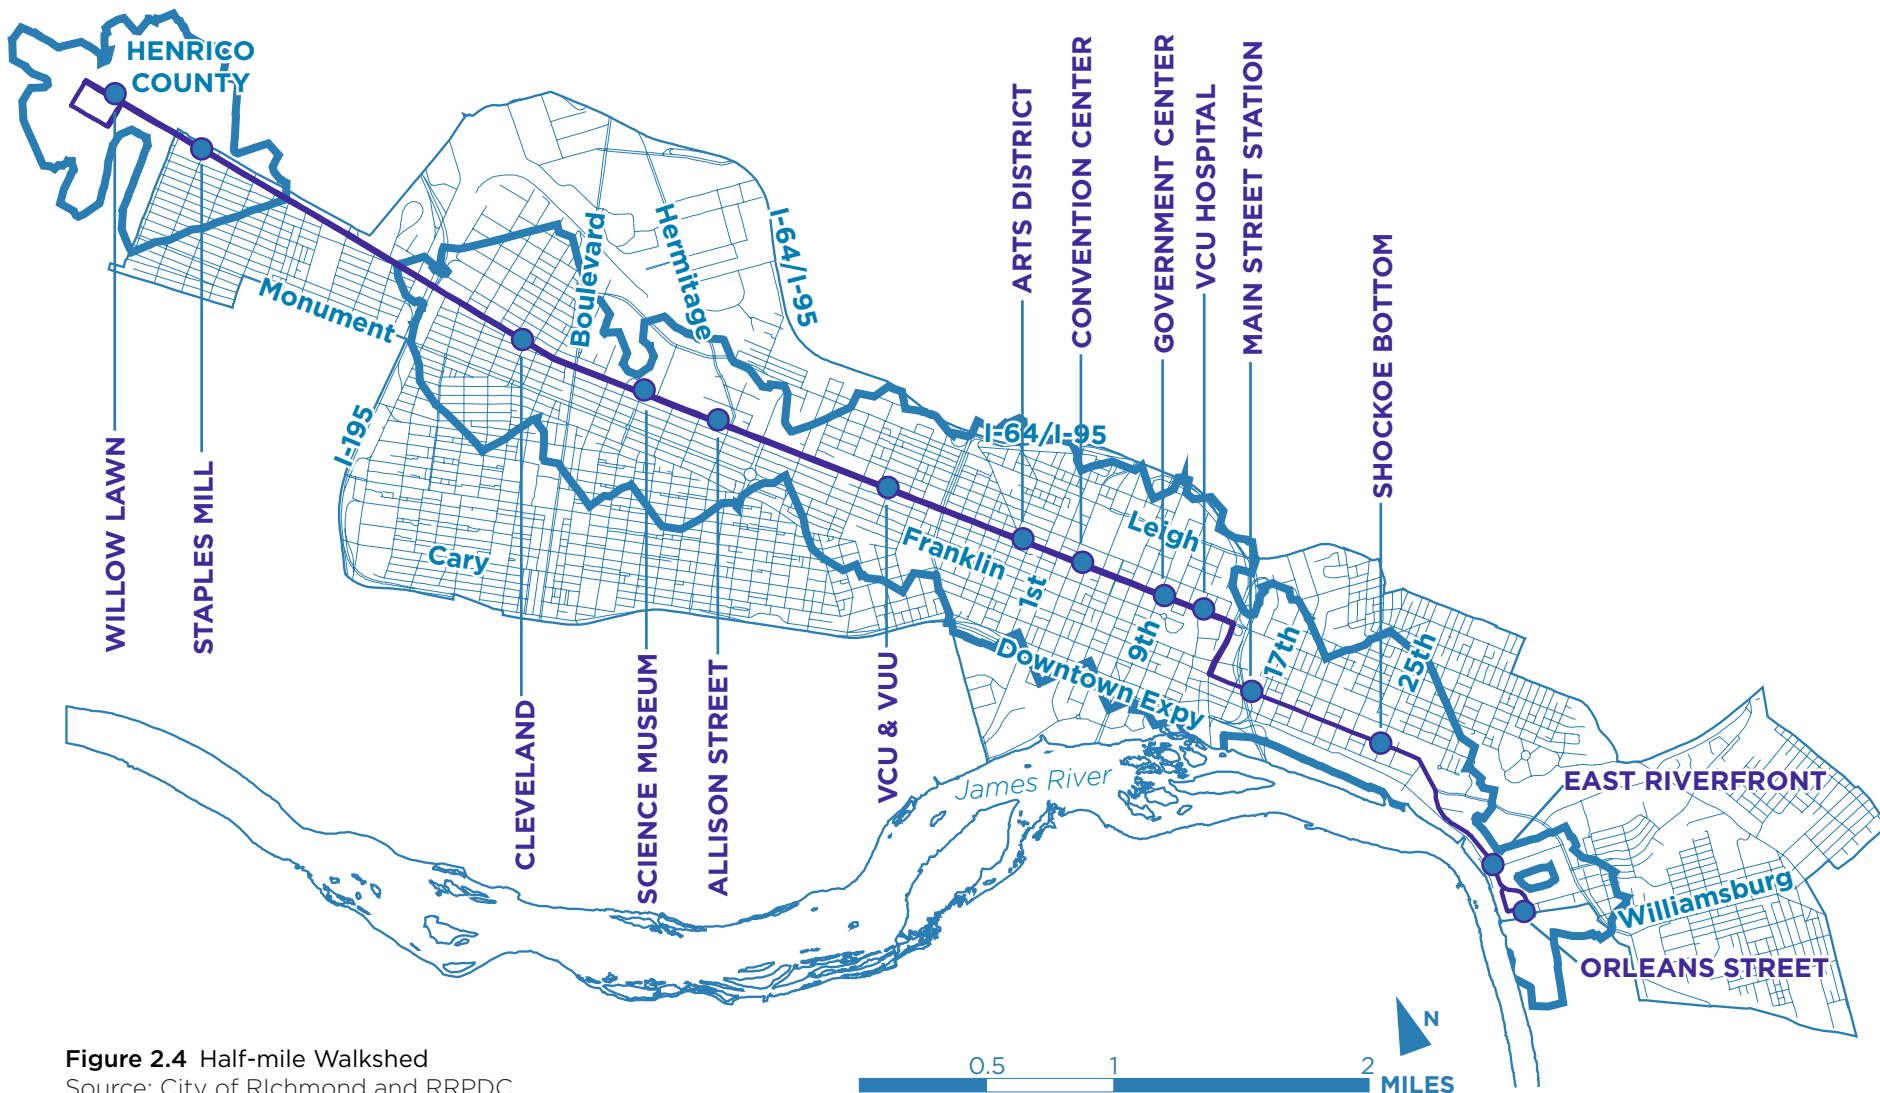 HENRICO
COUNTY
WILLOW LAWN
STAPLES MILL
Monument
I-195
Cary
CLEVELAND
Boulevard
SCIENCE MUSEUM
Hermitage
ALLISON STREET
I-64/I-95
VCU & VUU
Franklin
ARTS DISTRICT
1st
CONVENTION CENTER
I-64/I-95
Downtown Expy
GOVERNMENT CENTER
Leigh
9th
VCU HOSPITAL
MAIN STREET STATION
17th
SHOCKOE BOTTOM
25th
James River
EAST RIVERFRONT
Williamsburg
ORLEANS STREET
N
0.5 1 2
MILES
Figure 2.4 Half-mile Walkshed
Source: City of RIchmond and RRPDC